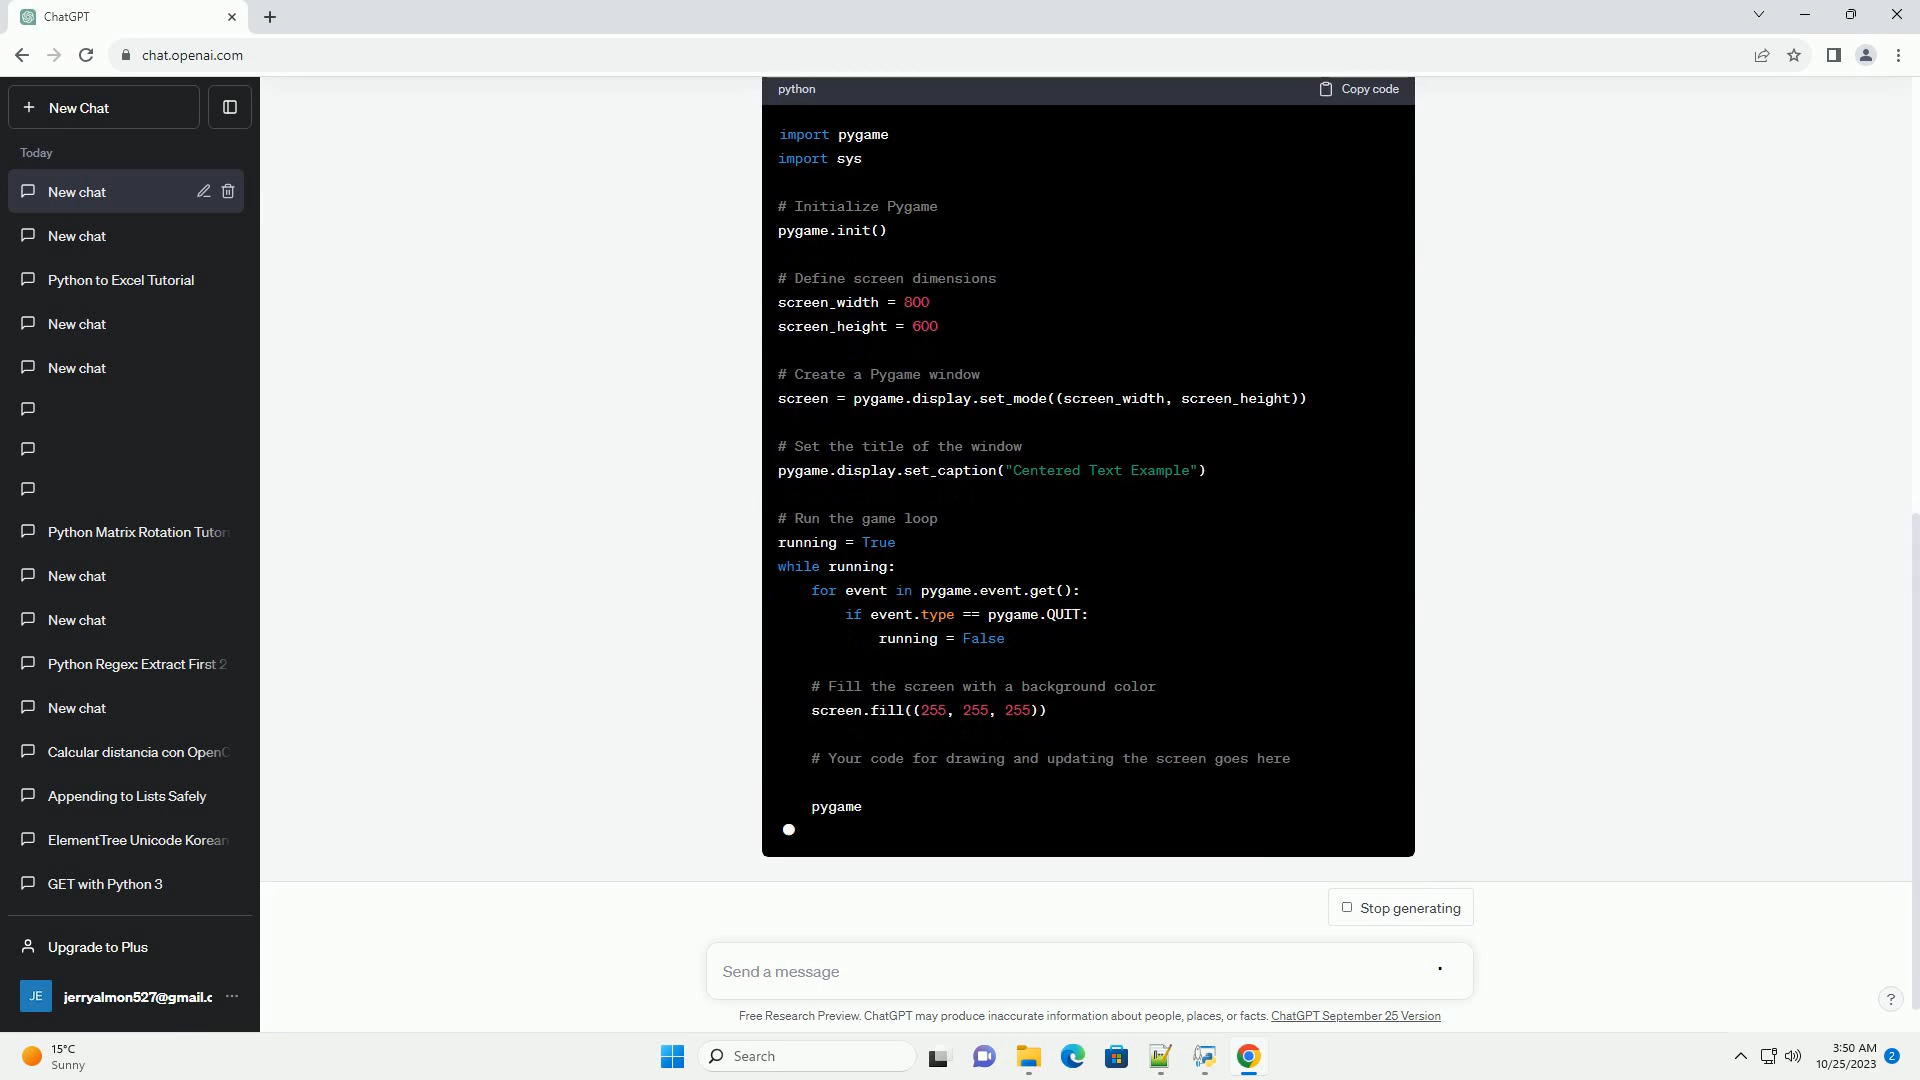 ChatGPT
chat.openai.com
New Chat
Today
New chat
New chat
Python to Excel Tutorial
New chat
New chat
Python Matrix Rotation Tutor
New chat
New chat
Python Regex: Extract First 2
New chat
Calcular distancia con OpenC
Appending to Lists Safely
ElementTree Unicode Korean
GET with Python 3
Upgrade to Plus
JE jerryalmon527@gmail.c ...
python Copy code
import pygame
import sys
# Initialize Pygame
pygame.init()
# Define screen dimensions
screen_width = 800
screen_height = 600
# Create a Pygame window
screen = pygame.display.set_mode((screen_width, screen_height))
# Set the title of the window
pygame.display.set_caption("Centered Text Example")
# Run the game loop
running = True
while running:
for event in pygame.event.get():
if event.type == pygame.QUIT:
running = False
# Fill the screen with a background color
screen.fill((255, 255, 255))
# Your code for drawing and updating the screen goes here
pygame
Stop generating
Send a message
?
Free Research Preview. ChatGPT may produce inaccurate information about people, places, or facts. ChatGPT September 25 Version
15°C
Sunny
Search
3:50 AM
10/25/2023
2